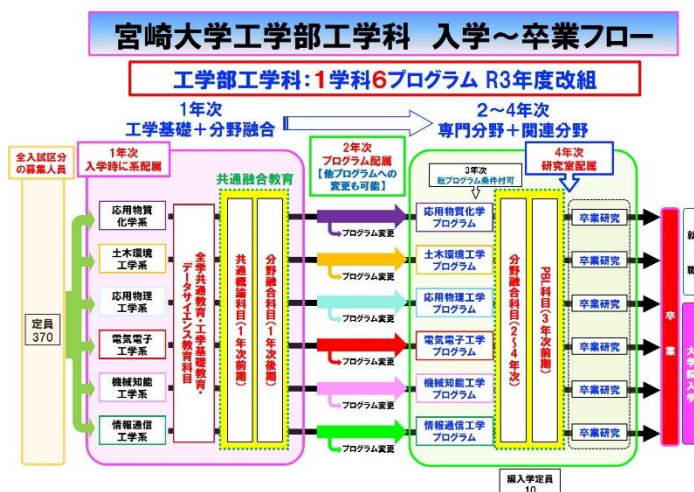 宮崎大学工学部工学科 入学～卒業フロー
工学部工学科：1学科6プログラム R3年度改組
1年次
工学基礎＋分野融合
2～4年次
専門分野＋関連分野
全入試区分
の募集人員
1年次
入学時に系配属
共通融合教育
2年次
プログラム配属
【他プログラムへの
変更も可能】
3年次
転プログラム条件付可
4年次
研究室配属
定員
370
応用物質
化学系
土木環境
工学系
応用物理
工学系
電気電子
工学系
機械知能
工学系
情報通信
工学系
全学共通教育・工学基礎教育・
データサイエンス教育科目
共通概論科目(1年次前期)
分野融合科目(1年次後期)
プログラム変更
プログラム変更
プログラム変更
プログラム変更
プログラム変更
プログラム変更
応用物質化学
プログラム
土木環境工学
プログラム
応用物理工学
プログラム
電気電子工学
プログラム
機械知能工学
プログラム
情報通信工学
プログラム
分野融合科目(2～4年次)
PBL科目(3年次前期)
卒業研究
卒業研究
卒業研究
卒業研究
卒業研究
卒業研究
卒業
就職
大学院入学
編入学定員
10